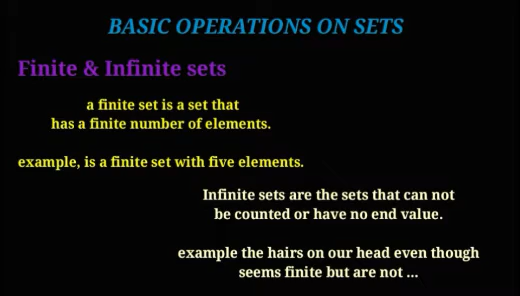 BASIC OPERATIONS ON SETS
Finite & Infinite sets
a finite set is a set that
has a finite number of elements.
example, is a finite set with five elements.
Infinite sets are the sets that can not
be counted or have no end value.
example the hairs on our head even though
seems finite but are not ...